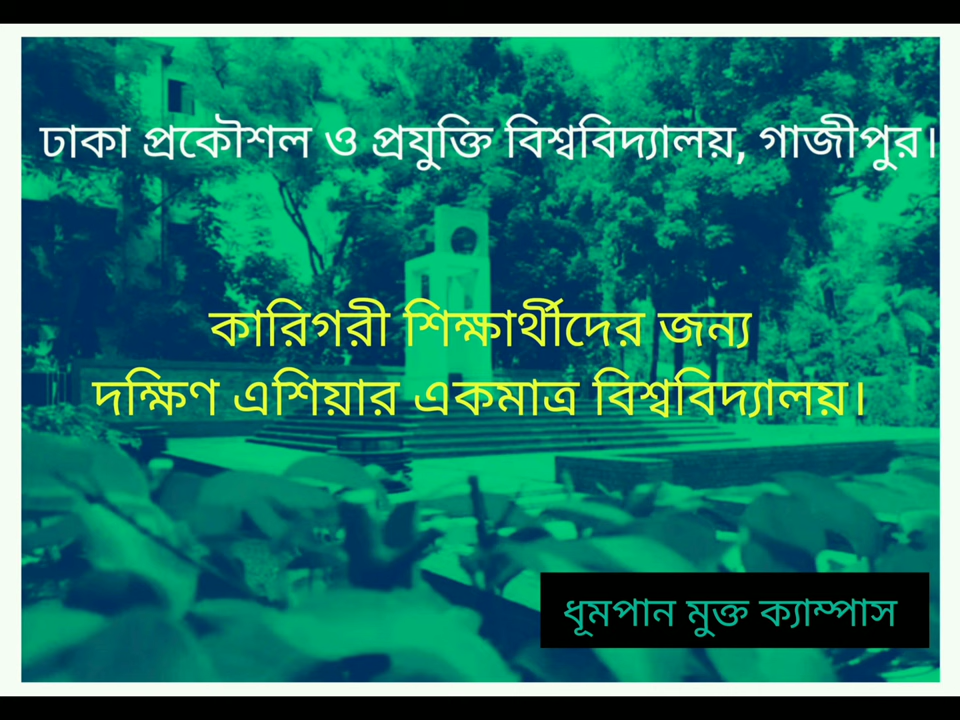 ঢাকা প্রকৌশল ও প্রযুক্তি বিশ্ববিদ্যালয়, গাজীপুর।
কারিগরী শিক্ষার্থীদের জন্য
দক্ষিণ এশিয়ার একমাত্র বিশ্ববিদ্যালয়।
ধূমপান মুক্ত ক্যাম্পাস